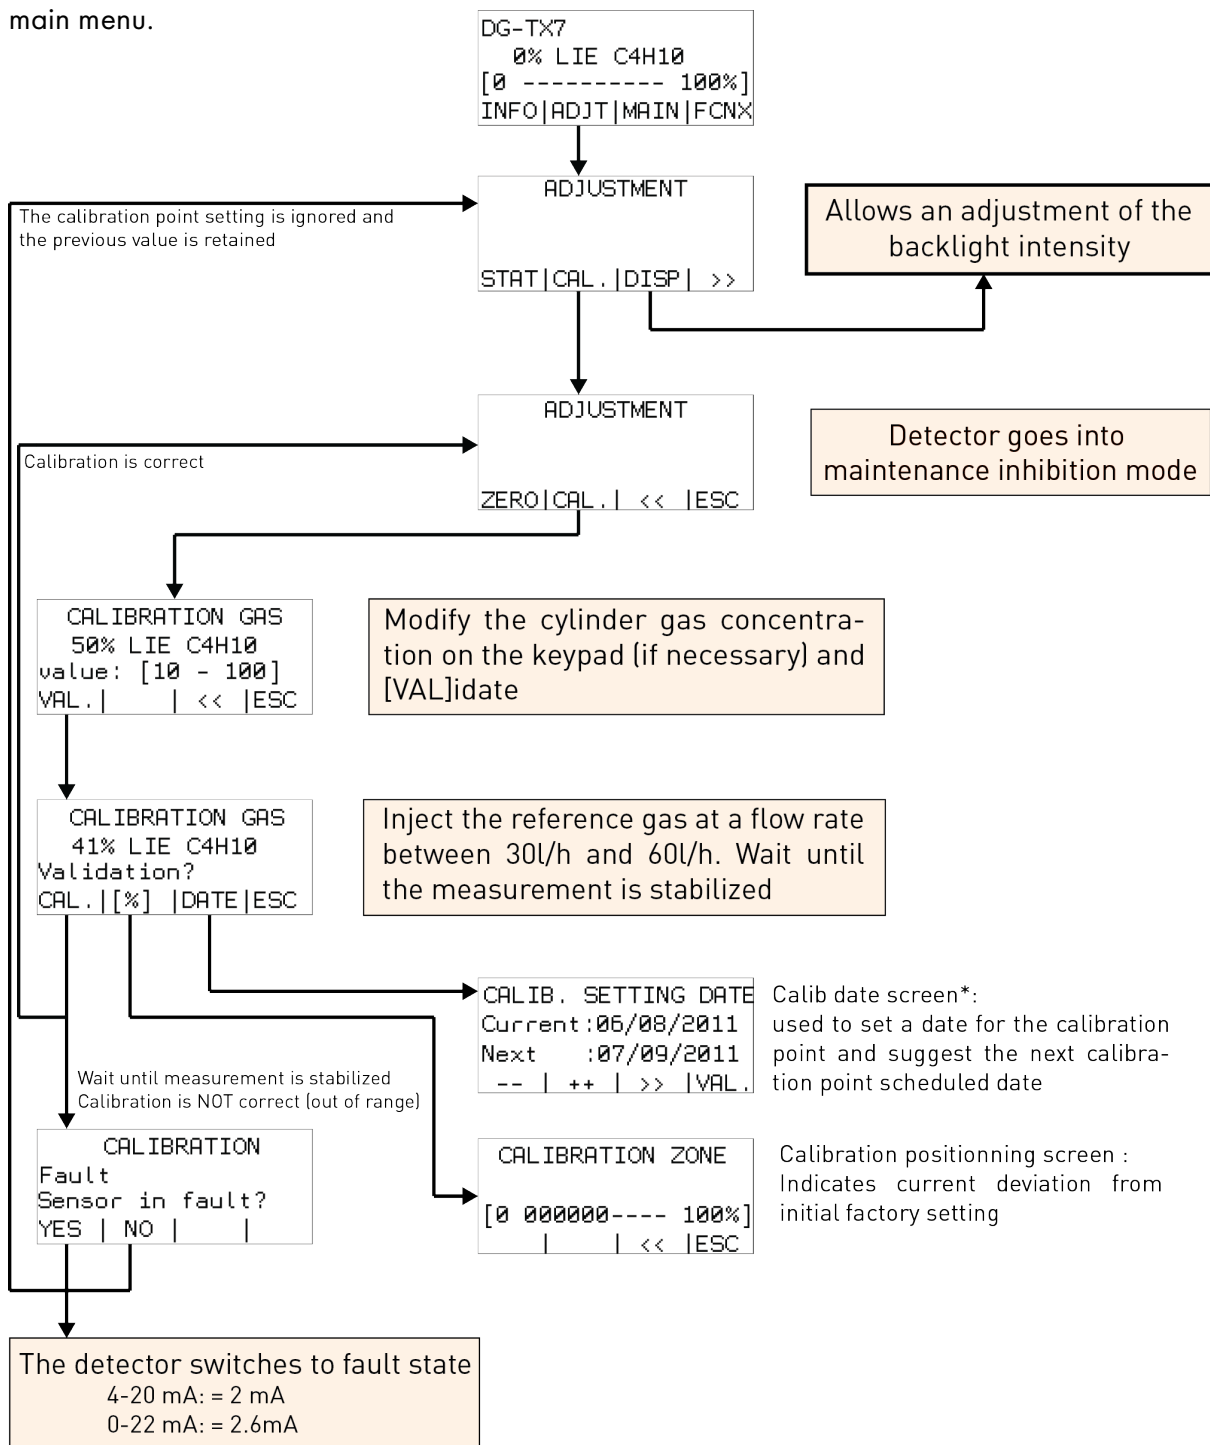 main menu.
DG-TX7
0% LIE C4H10
[0 ---------- 100%]
INFO|ADJT|MAIN|FCNX
ADJUSTMENT
STAT|CAL.|DISP| >>
The calibration point setting is ignored and
the previous value is retained
Allows an adjustment of the
backlight intensity
ADJUSTMENT
ZERO|CAL.| << |ESC
Calibration is correct
Detector goes into
maintenance inhibition mode
CALIBRATION GAS
50% LIE C4H10
value: [10 - 100]
VAL.| | << |ESC
Modify the cylinder gas concentra-
tion on the keypad (if necessary) and
[VAL]idate
CALIBRATION GAS
41% LIE C4H10
Validation?
CAL.|[%] |DATE|ESC
Inject the reference gas at a flow rate
between 30l/h and 60l/h. Wait until
the measurement is stabilized
CALIB. SETTING DATE
Current:06/08/2011
Next :07/09/2011
-- | ++ | >> |VAL.
Calib date screen*:
used to set a date for the calibration
point and suggest the next calibra-
tion point scheduled date
Wait until measurement is stabilized
Calibration is NOT correct (out of range)
CALIBRATION
Fault
Sensor in fault?
YES | NO | |
CALIBRATION ZONE
[0 000000---- 100%]
| | << |ESC
Calibration positionning screen :
Indicates current deviation from
initial factory setting
The detector switches to fault state
4-20 mA: = 2 mA
0-22 mA: = 2.6mA